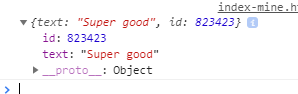 index-mine.h
▼ {text: "Super good", id: 823423} i
id: 823423
text: "Super good"
▶ __proto__: Object
>